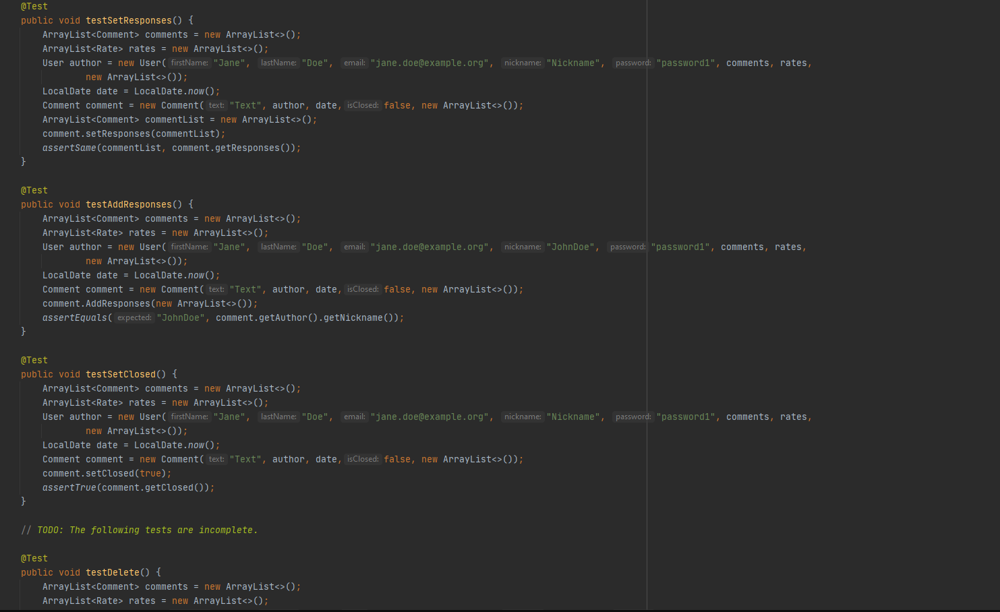 @Test
public void testSetResponses() {
ArrayList<Comment> comments = new ArrayList<>();
ArrayList<Rate> rates = new ArrayList<>();
User author = new User( firstName: "Jane", lastName: "Doe", email: "jane.doe@example.org", nickname: "Nickname", password: "password1", comments, rates,
new ArrayList<>());
LocalDate date = LocalDate.now();
Comment comment = new Comment( text: "Text", author, date, isClosed: false, new ArrayList<>());
ArrayList<Comment> commentList = new ArrayList<>();
comment.setResponses(commentList);
assertSame(commentList, comment.getResponses());
}
@Test
public void testAddResponses() {
ArrayList<Comment> comments = new ArrayList<>();
ArrayList<Rate> rates = new ArrayList<>();
User author = new User( firstName: "Jane", lastName: "Doe", email: "jane.doe@example.org", nickname: "JohnDoe", password: "password1", comments, rates,
new ArrayList<>());
LocalDate date = LocalDate.now();
Comment comment = new Comment( text: "Text", author, date, isClosed: false, new ArrayList<>());
comment.AddResponses(new ArrayList<>());
assertEquals( expected: "JohnDoe", comment.getAuthor().getNickname());
}
@Test
public void testSetClosed() {
ArrayList<Comment> comments = new ArrayList<>();
ArrayList<Rate> rates = new ArrayList<>();
User author = new User( firstName: "Jane", lastName: "Doe", email: "jane.doe@example.org", nickname: "Nickname", password: "password1", comments, rates,
new ArrayList<>());
LocalDate date = LocalDate.now();
Comment comment = new Comment( text: "Text", author, date, isClosed: false, new ArrayList<>());
comment.setClosed(true);
assertTrue(comment.getClosed());
}
// TODO: The following tests are incomplete.
@Test
public void testDelete() {
ArrayList<Comment> comments = new ArrayList<>();
ArrayList<Rate> rates = new ArrayList<>();